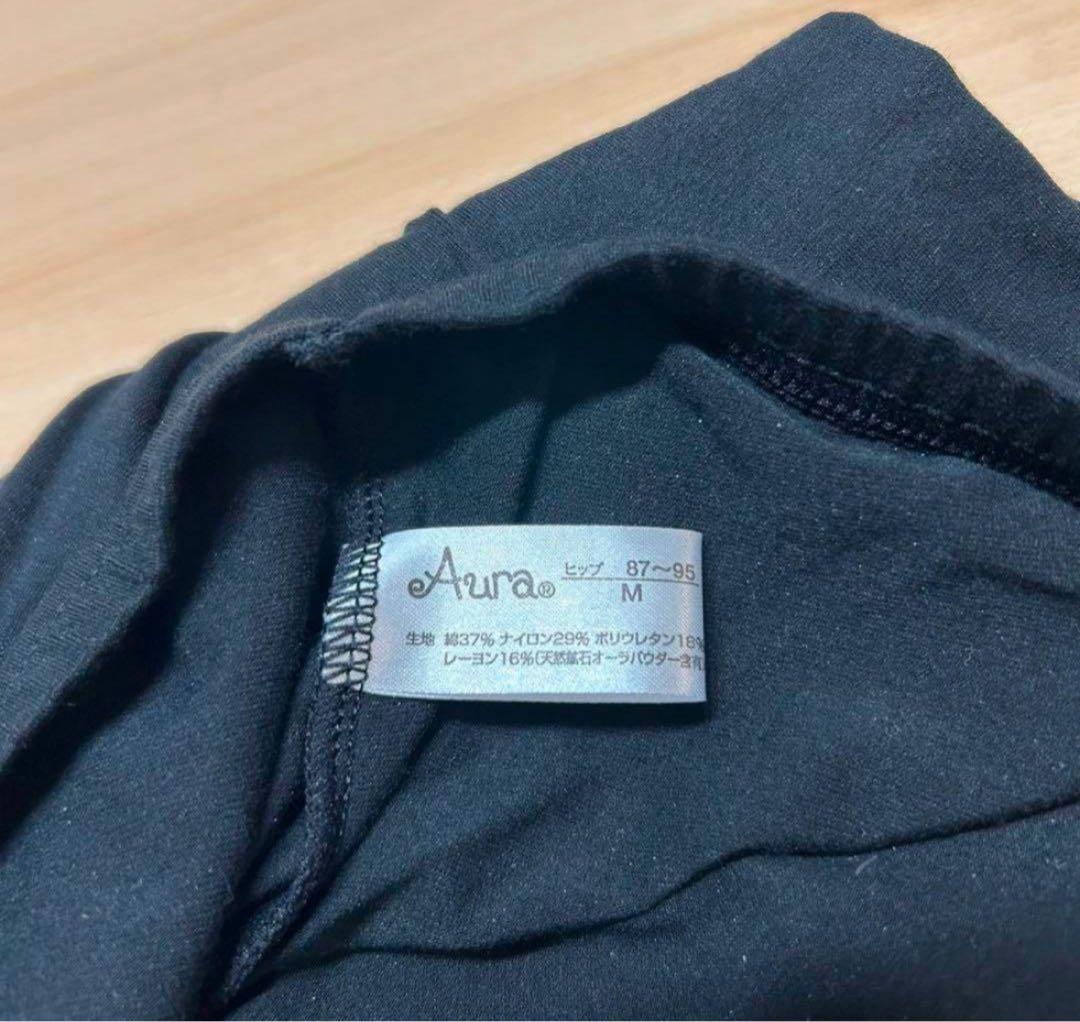 Aura® ヒップ 87〜95
M
生地 綿37% ナイロン29% ポリウレタン18%
レーヨン16%(天然鉱石オーラパウダー含有)